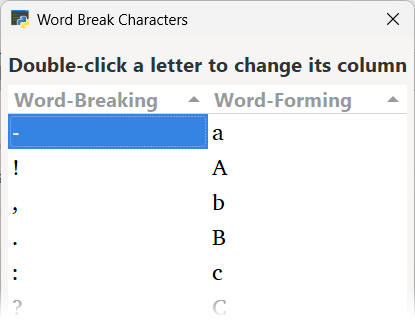 Word Break Characters
Double-click a letter to change its column
Word-Breaking Word-Forming
- a
! A
, b
. B
: c
? C